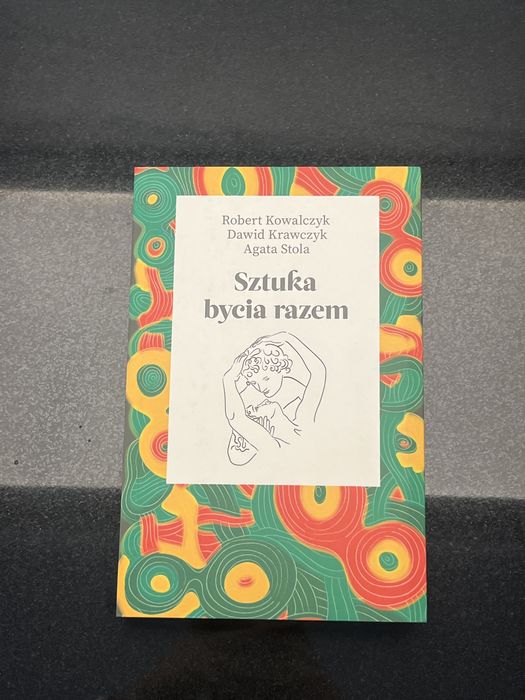 Robert Kowalczyk
Dawid Krawczyk
Agata Stola
Sztuka
bycia razem